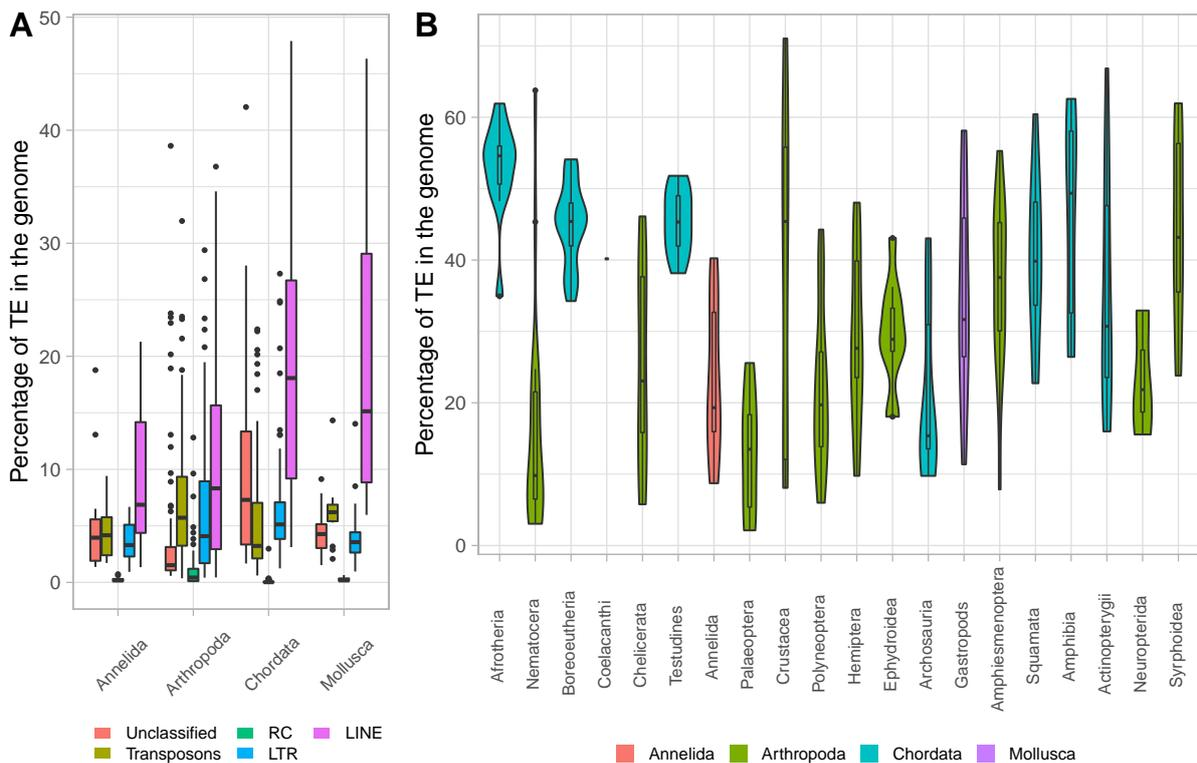 A
Percentage of TE in the genome
50
40
30
20
10
0
Annelida
Arthropoda
Chordata
Mollusca
Unclassified
RC
LINE
Transposons
LTR
B
Percentage of TE in the genome
60
40
20
0
Afrotheria
Nematocera
Boreoeutheria
Coelacanthi
Chelicerata
Testudines
Annelida
Palaeoptera
Crustacea
Polyneoptera
Hemiptera
Ephydroidea
Archosauria
Gastropods
Amphiesmenoptera
Squamata
Amphibia
Actinopterygii
Neuropterida
Syrphoidea
Annelida
Arthropoda
Chordata
Mollusca